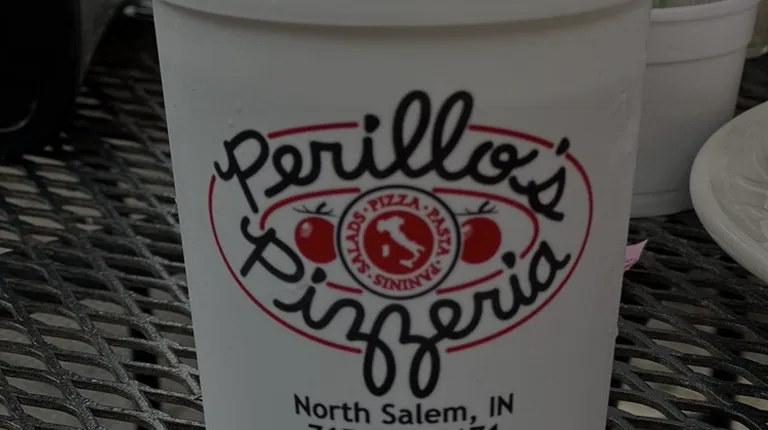 Perillo's
PIZZA • PASTA • PANINIS • SALADS •
Pizzeria
North Salem, IN